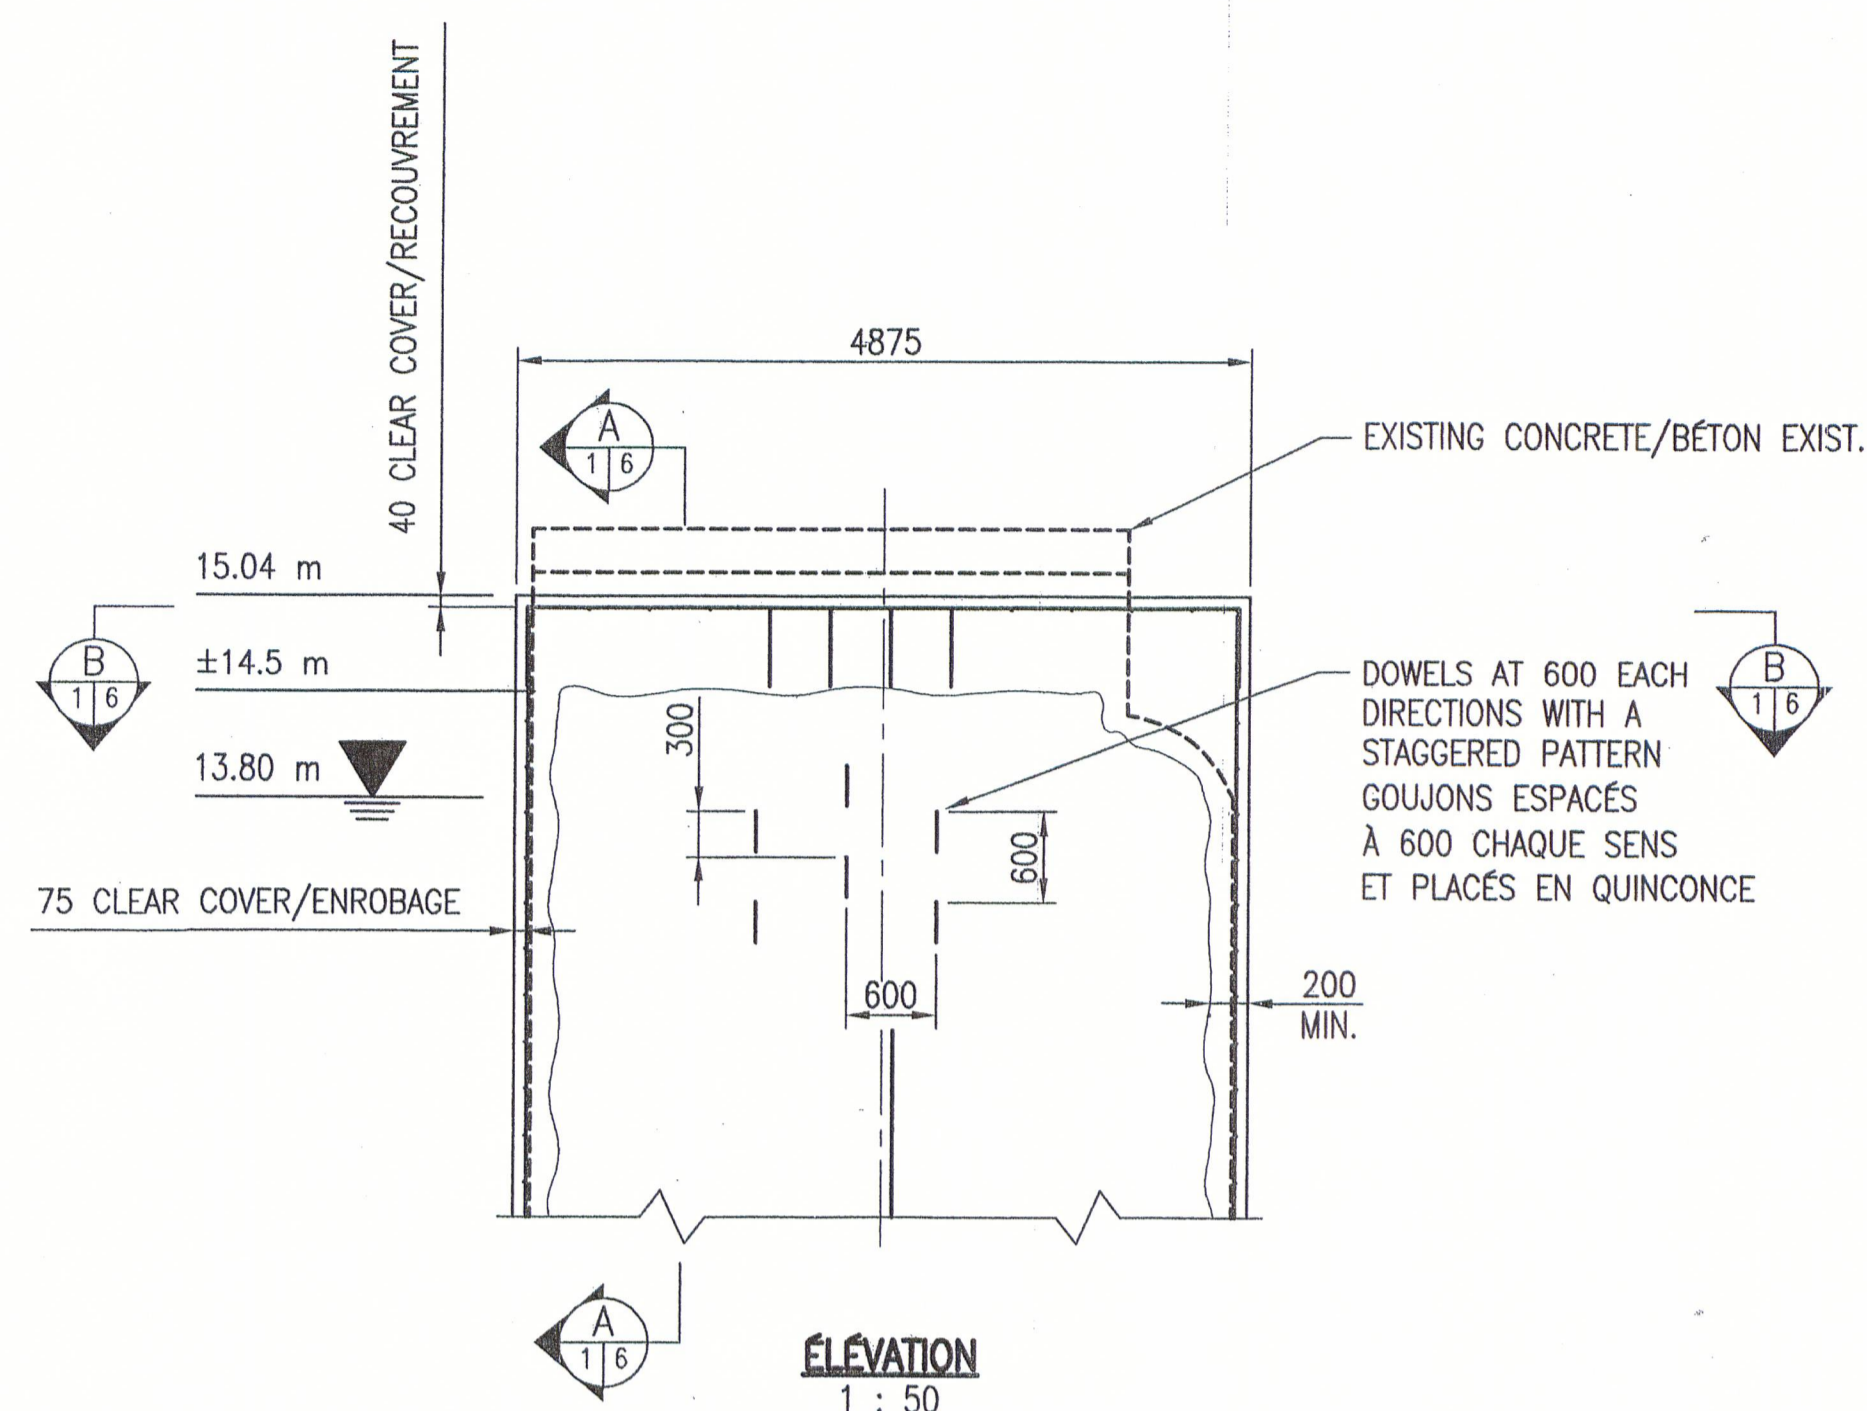 40 CLEAR COVER/RECOUVREMENT
4875
A
1 6
EXISTING CONCRETE/BÉTON EXIST.
15.04 m
B
1 6
±14.5 m
13.80 m
300
DOWELS AT 600 EACH
DIRECTIONS WITH A
STAGGERED PATTERN
GOUJONS ESPACÉS
À 600 CHAQUE SENS
ET PLACÉS EN QUINCONCE
B
1 6
600
75 CLEAR COVER/ENROBAGE
600
200
MIN.
A
1 6
ÉLÉVATION
1 : 50